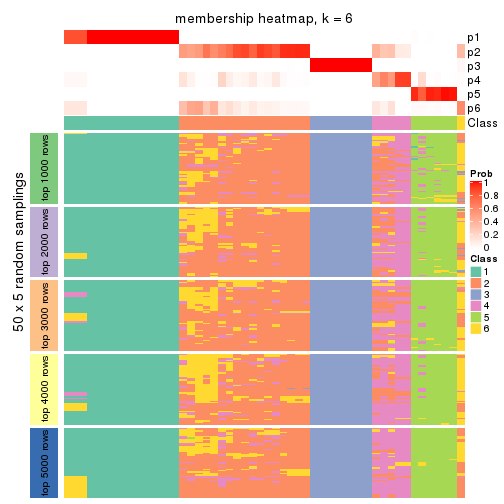 membership heatmap, k = 6
p1
p2
p3
p4
p5
p6
Class
50 x 5 random samplings
top 1000 rows
top 2000 rows
top 3000 rows
top 4000 rows
top 5000 rows
Prob
1
0.8
0.6
0.4
0.2
0
Class
1
2
3
4
5
6